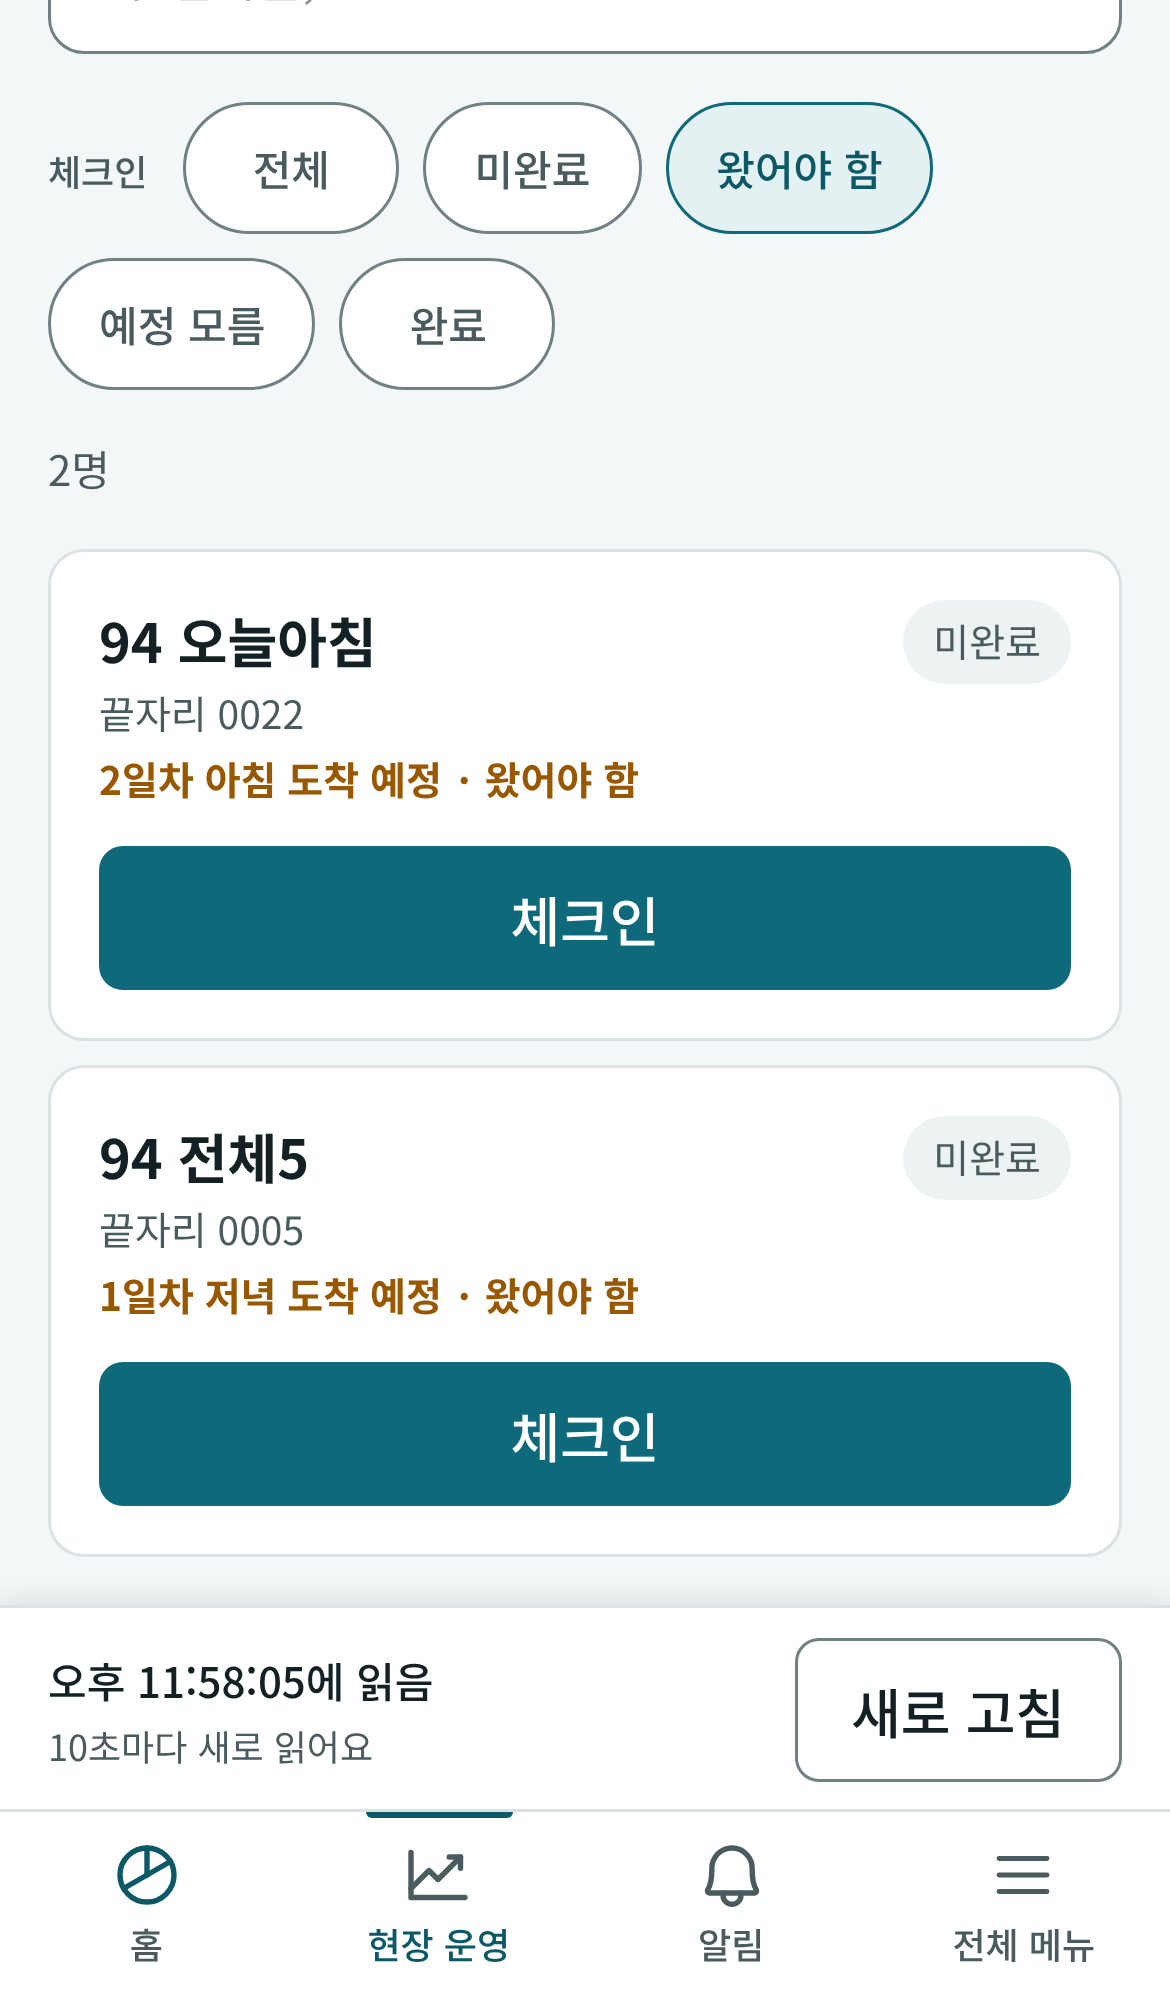 체크인 전체 미완료 왔어야 함
예정 모름 완료
2명
94 오늘아침 미완료
끝자리 0022
2일차 아침 도착 예정 · 왔어야 함
체크인
94 전체5 미완료
끝자리 0005
1일차 저녁 도착 예정 · 왔어야 함
체크인
오후 11:58:05에 읽음 새로 고침
10초마다 새로 읽어요
홈 현장 운영 알림 전체 메뉴